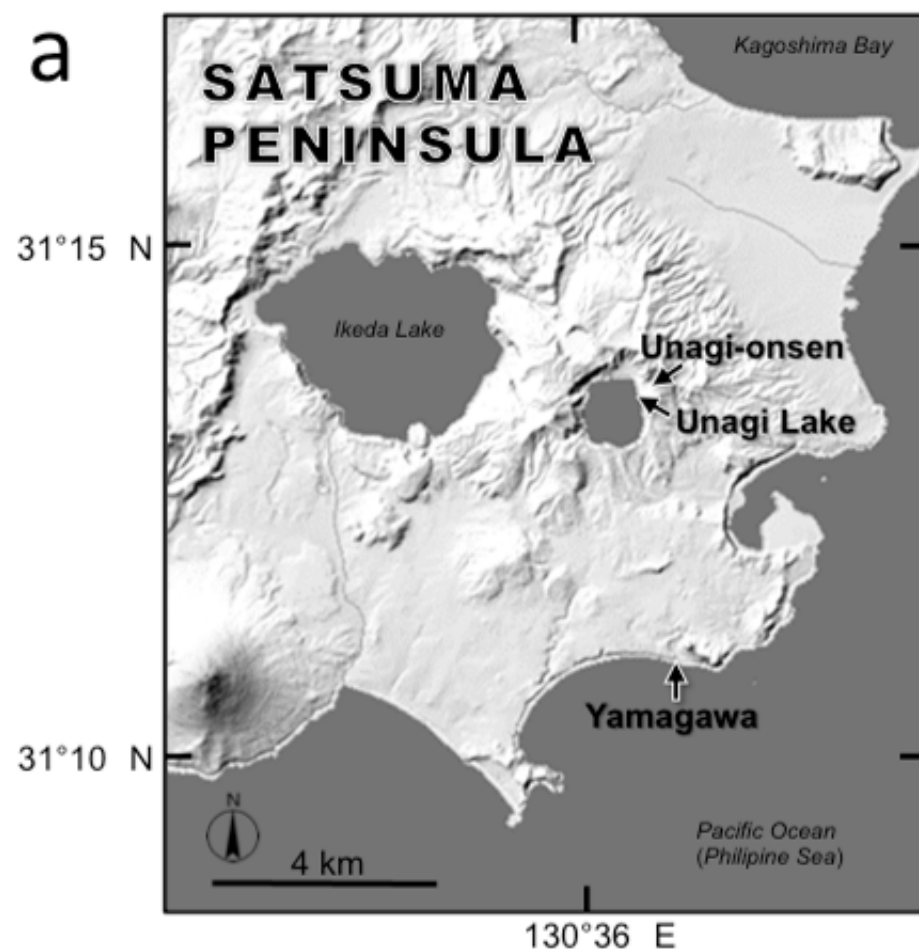 a
Kagoshima Bay
SATSUMA
PENINSULA
31°15 N
Ikeda Lake
Unagi-onsen
Unagi Lake
Yamagawa
31°10 N
N
4 km
Pacific Ocean
(Philipine Sea)
130°36 E